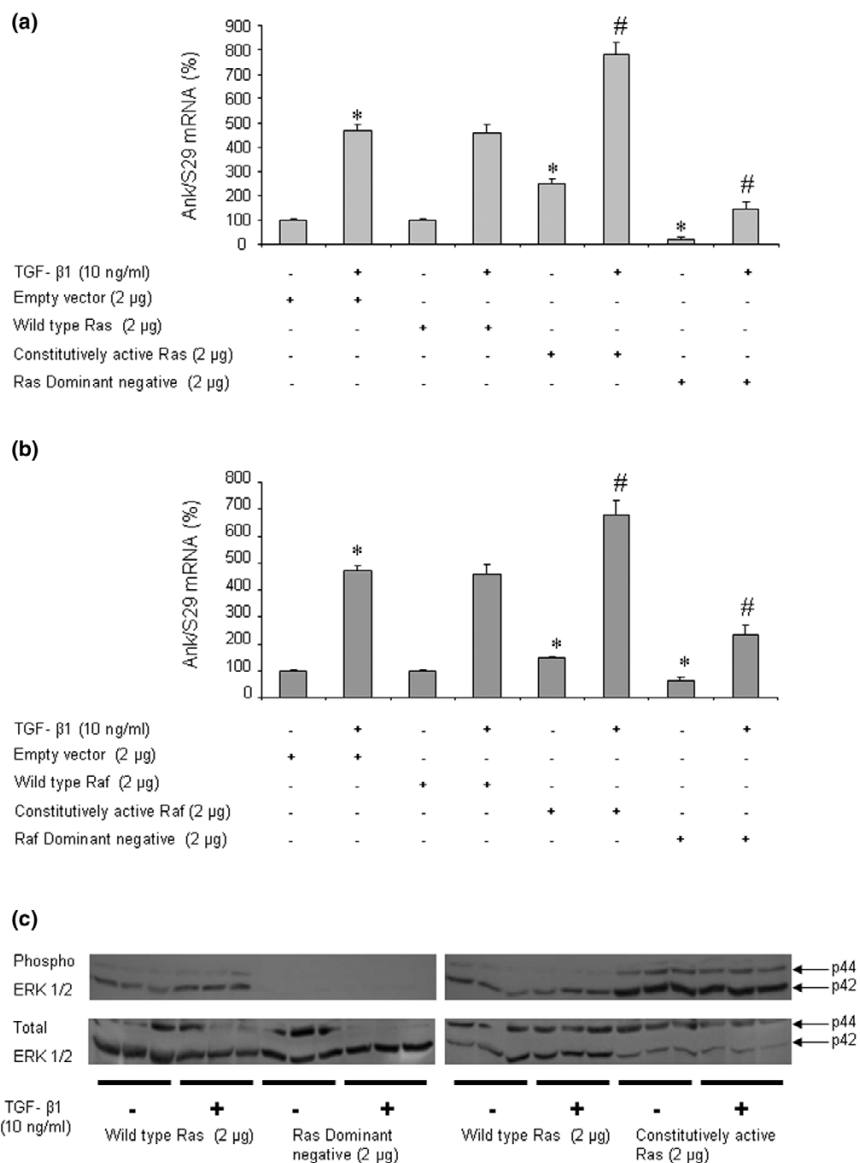 (a)
Ank/S29 mRNA (%)
900
800
700
600
500
400
300
200
100
0
*
*
#
*
#
TGF- β1 (10 ng/ml) - + - + - + - +
Empty vector (2 µg) + + - - - - - -
Wild type Ras (2 µg) - - + + - - - -
Constitutively active Ras (2 µg) - - - - + + - -
Ras Dominant negative (2 µg) - - - - - - + +
(b)
Ank/S29 mRNA (%)
800
700
600
500
400
300
200
100
0
*
*
#
*
#
TGF- β1 (10 ng/ml) - + - + - + - +
Empty vector (2 µg) + + - - - - - -
Wild type Raf (2 µg) - - + + - - - -
Constitutively active Raf (2 µg) - - - - + + - -
Raf Dominant negative (2 µg) - - - - - - + +
(c)
Phospho
ERK 1/2
p44
p42
Total
ERK 1/2
p44
p42
TGF- β1
(10 ng/ml)
- + - + - + - +
Wild type Ras (2 µg)
Ras Dominant
negative (2 µg)
Wild type Ras (2 µg)
Constitutively active
Ras (2 µg)